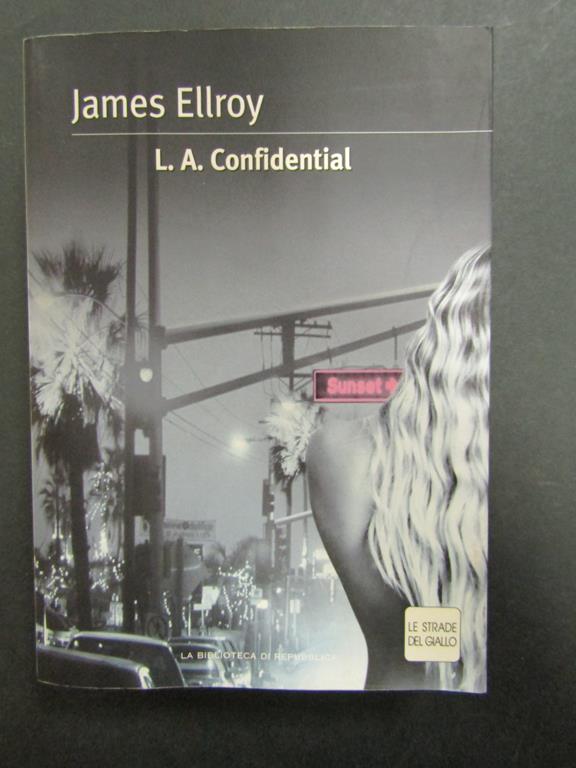 James Ellroy
L. A. Confidential
Sunset
LE STRADE
DEL GIALLO
LA BIBLIOTECA DI REPUBBLICA